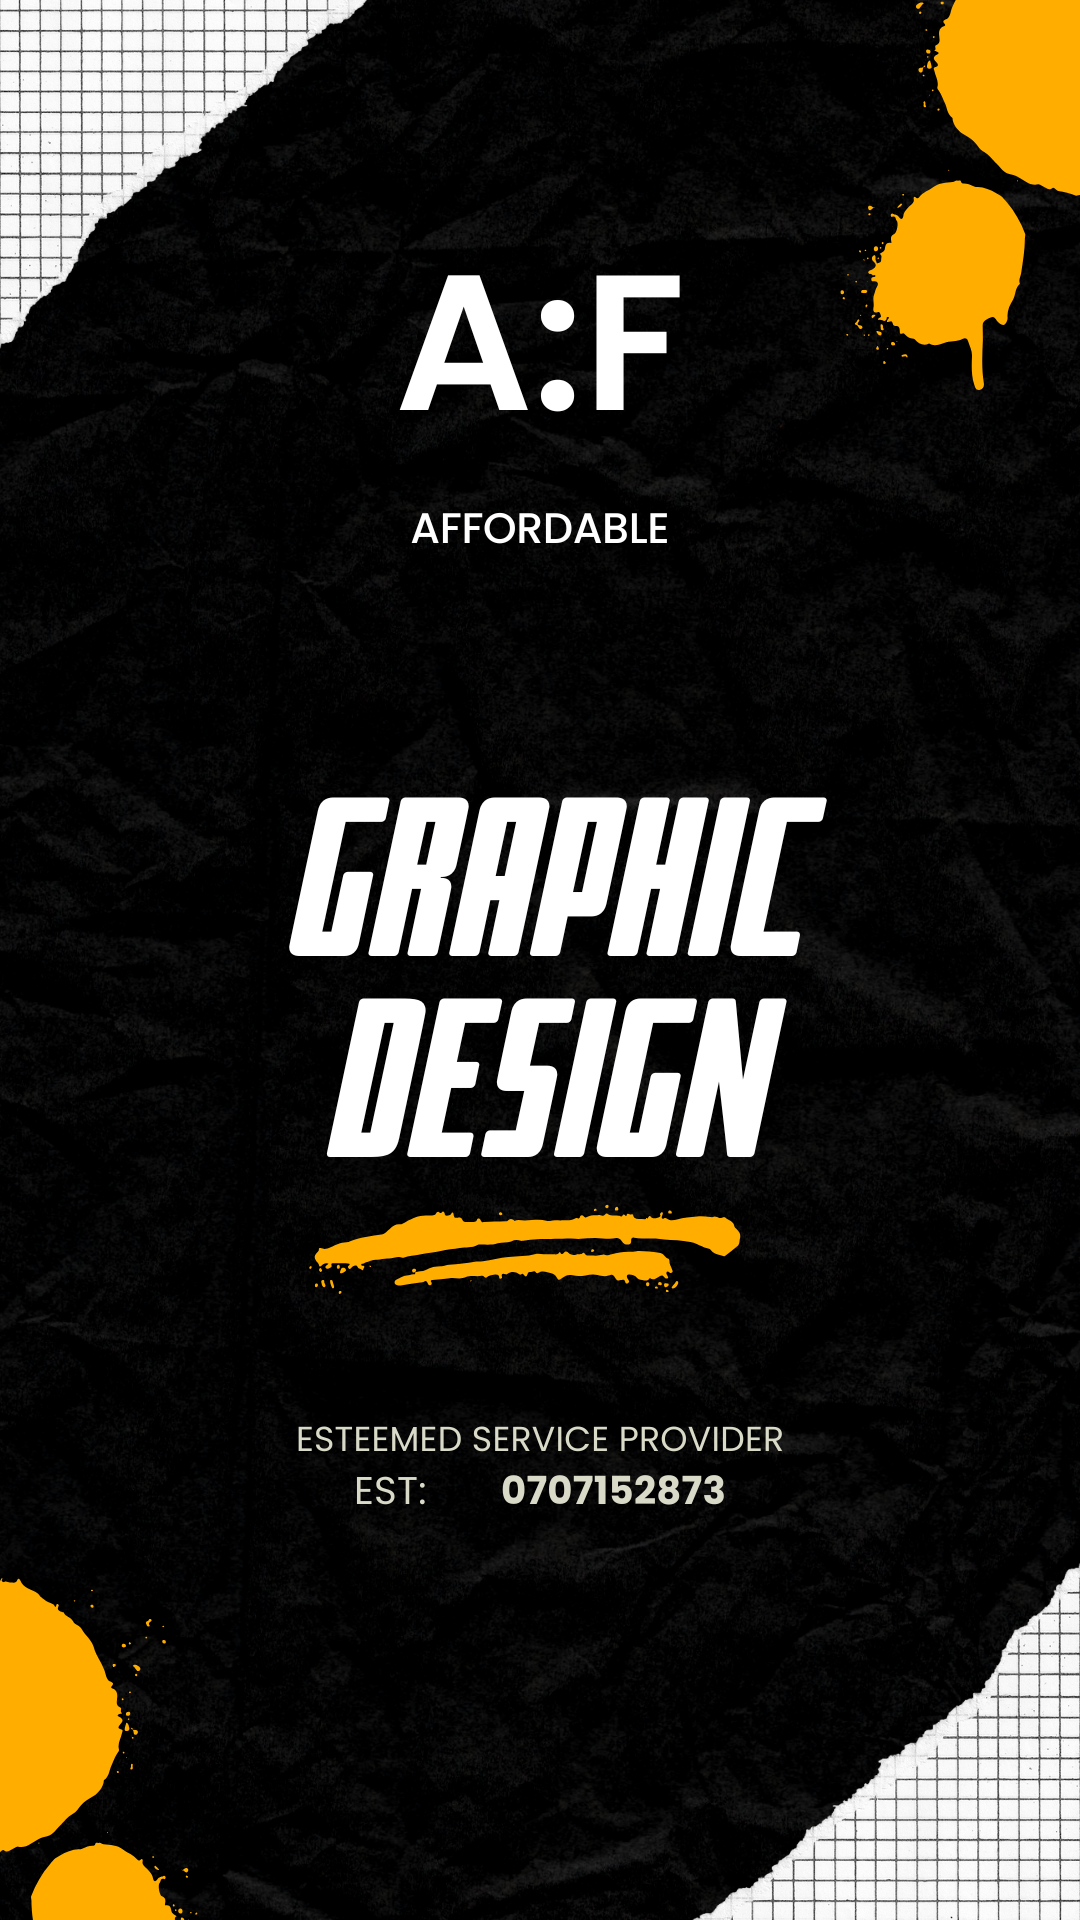 A:F
AFFORDABLE
GRAPHIC
DESIGN
ESTEEMED SERVICE PROVIDER
EST: 0707152873